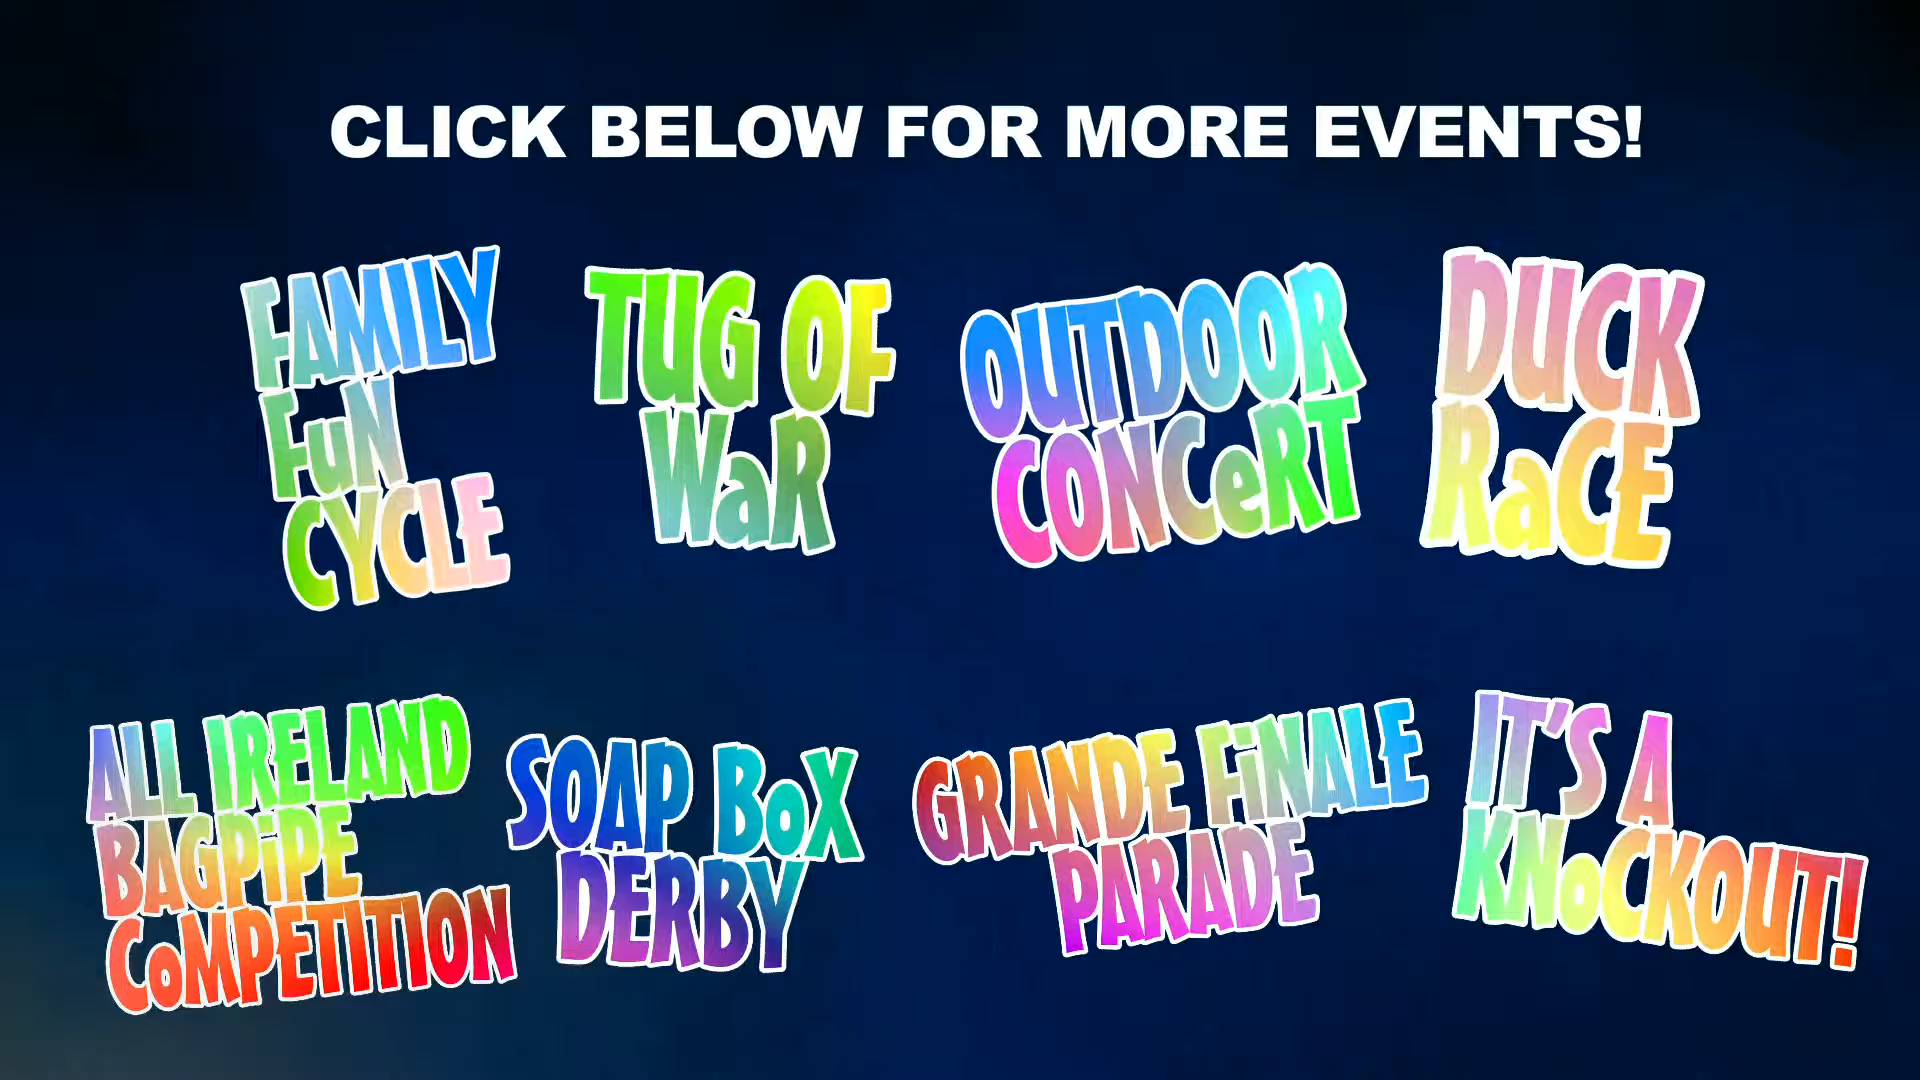 CLICK BELOW FOR MORE EVENTS!
FAMILY
FuN
CYCLE
TUG OF
WaR
OUTDOOR
CONCeRT
DUCK
RaCE
ALL IRELAND
BAGPiPE
CoMPETITION
SOAP BoX
DERBY
GRANDE FiNALE
PARADE
IT'S A
KNoCKOUT!